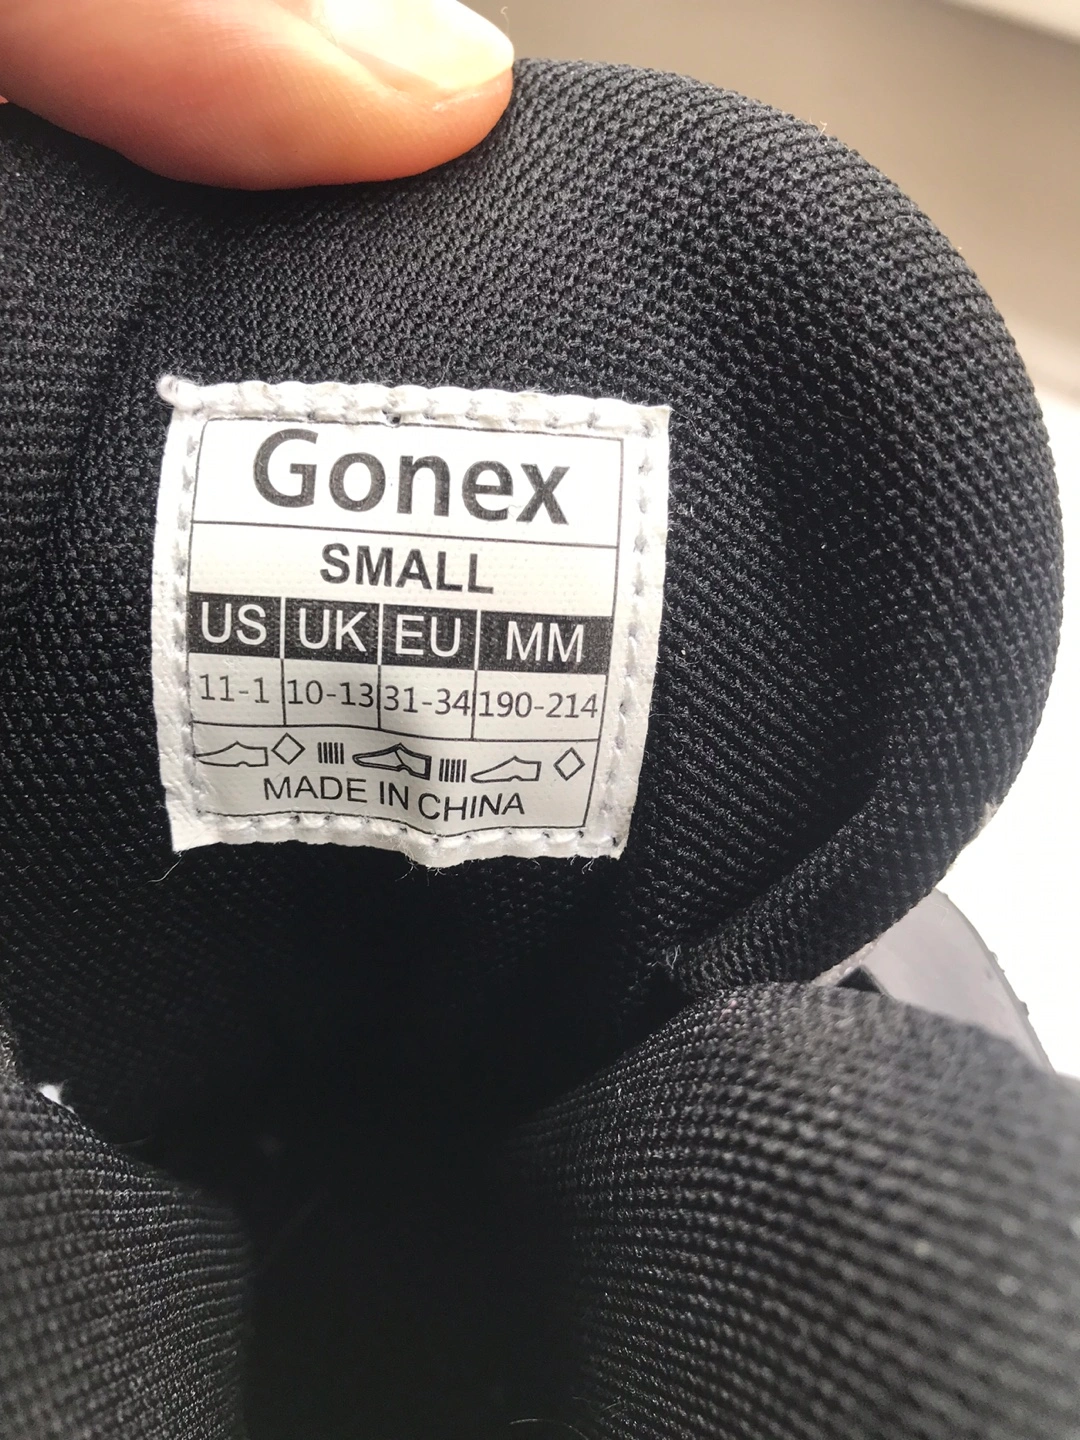 Gonex
SMALL
US UK EU MM
11-1 10-13 31-34 190-214
MADE IN CHINA